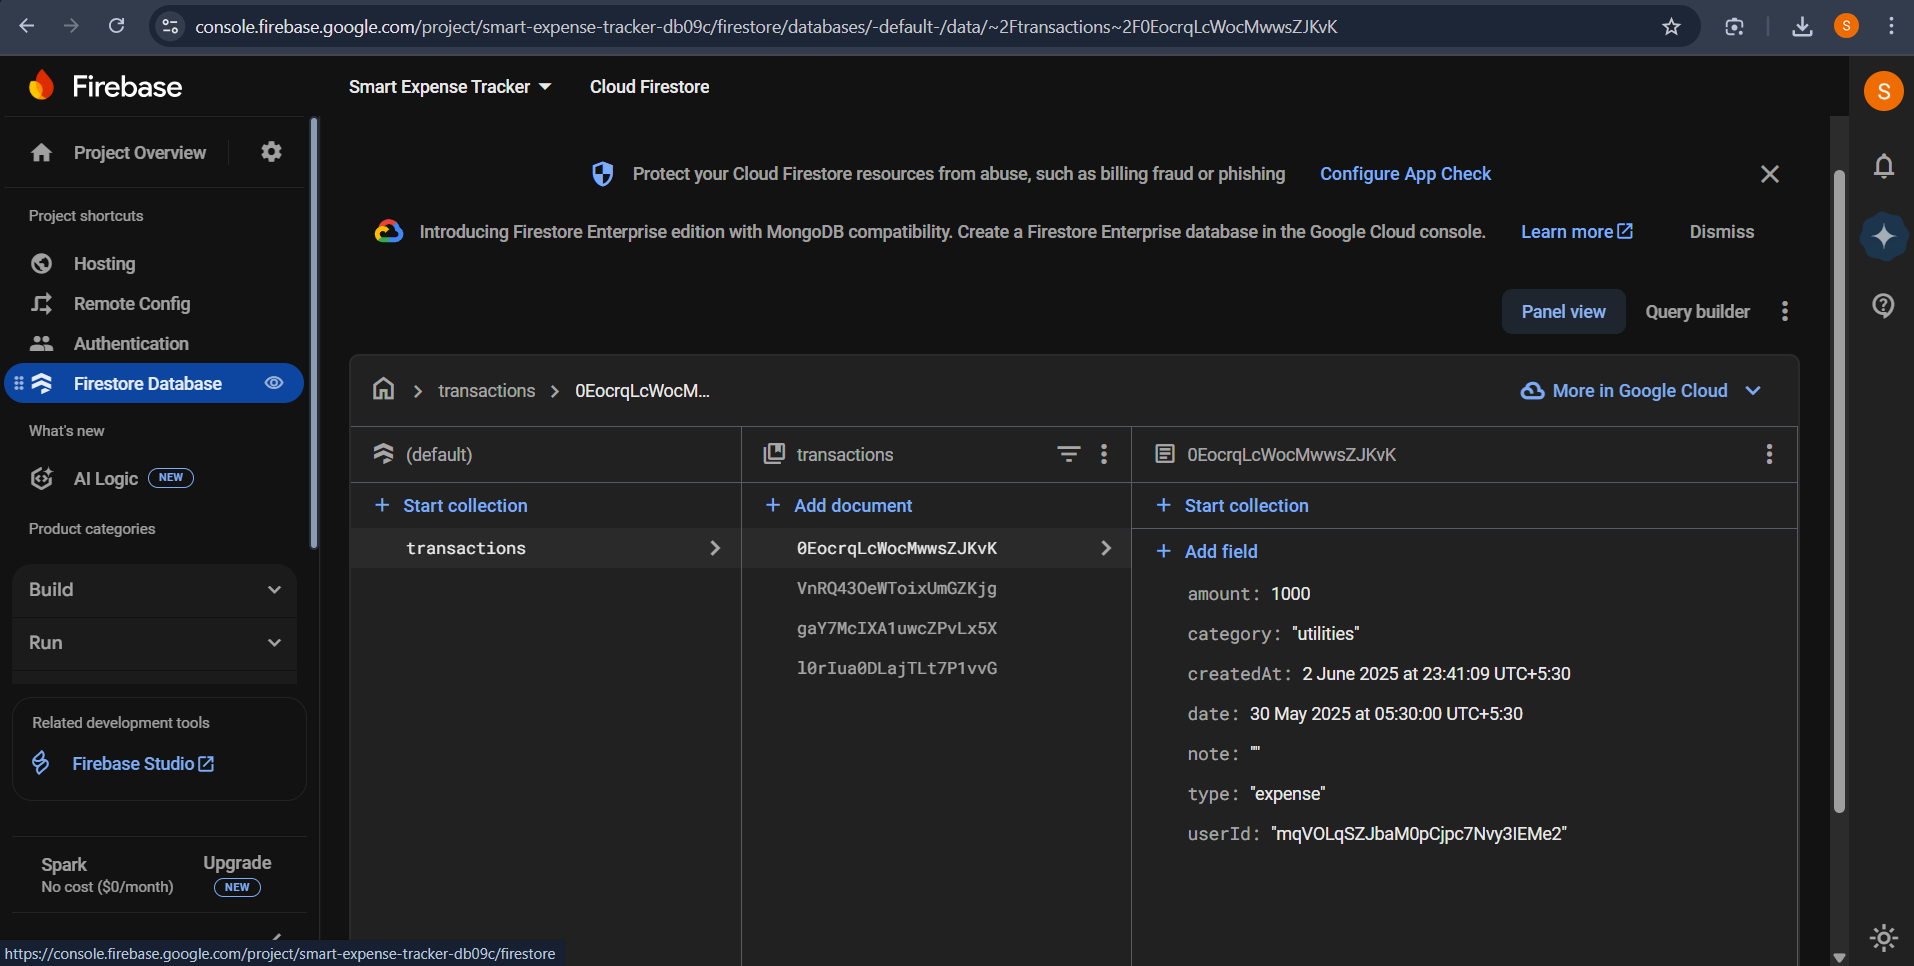 console.firebase.google.com/project/smart-expense-tracker-db09c/firestore/databases/-default-/data/~2Ftransactions~2F0EocrqLcWocMwwsZJKvK
S
Firebase
Smart Expense Tracker
Cloud Firestore
S
Project Overview
Protect your Cloud Firestore resources from abuse, such as billing fraud or phishing
Configure App Check
Introducing Firestore Enterprise edition with MongoDB compatibility. Create a Firestore Enterprise database in the Google Cloud console.
Learn more
Dismiss
Project shortcuts
Hosting
Remote Config
Authentication
Firestore Database
What's new
AI Logic NEW
Product categories
Build
Run
Related development tools
Firebase Studio
Spark
No cost ($0/month)
Upgrade
NEW
Panel view
Query builder
transactions
0EocrqLcWocM...
More in Google Cloud
(default)
Start collection
transactions
transactions
Add document
0EocrqLcWocMwwsZJKvK
VnRQ43OeWToixUmGZKjg
gaY7McIXA1uwcZPvLx5X
l0rIua0DLajTLt7P1vvG
0EocrqLcWocMwwsZJKvK
Start collection
Add field
amount: 1000
category: "utilities"
createdAt: 2 June 2025 at 23:41:09 UTC+5:30
date: 30 May 2025 at 05:30:00 UTC+5:30
note: ""
type: "expense"
userId: "mqVOLqSZJbaM0pCjpc7Nvy3IEMe2"
https://console.firebase.google.com/project/smart-expense-tracker-db09c/firestore